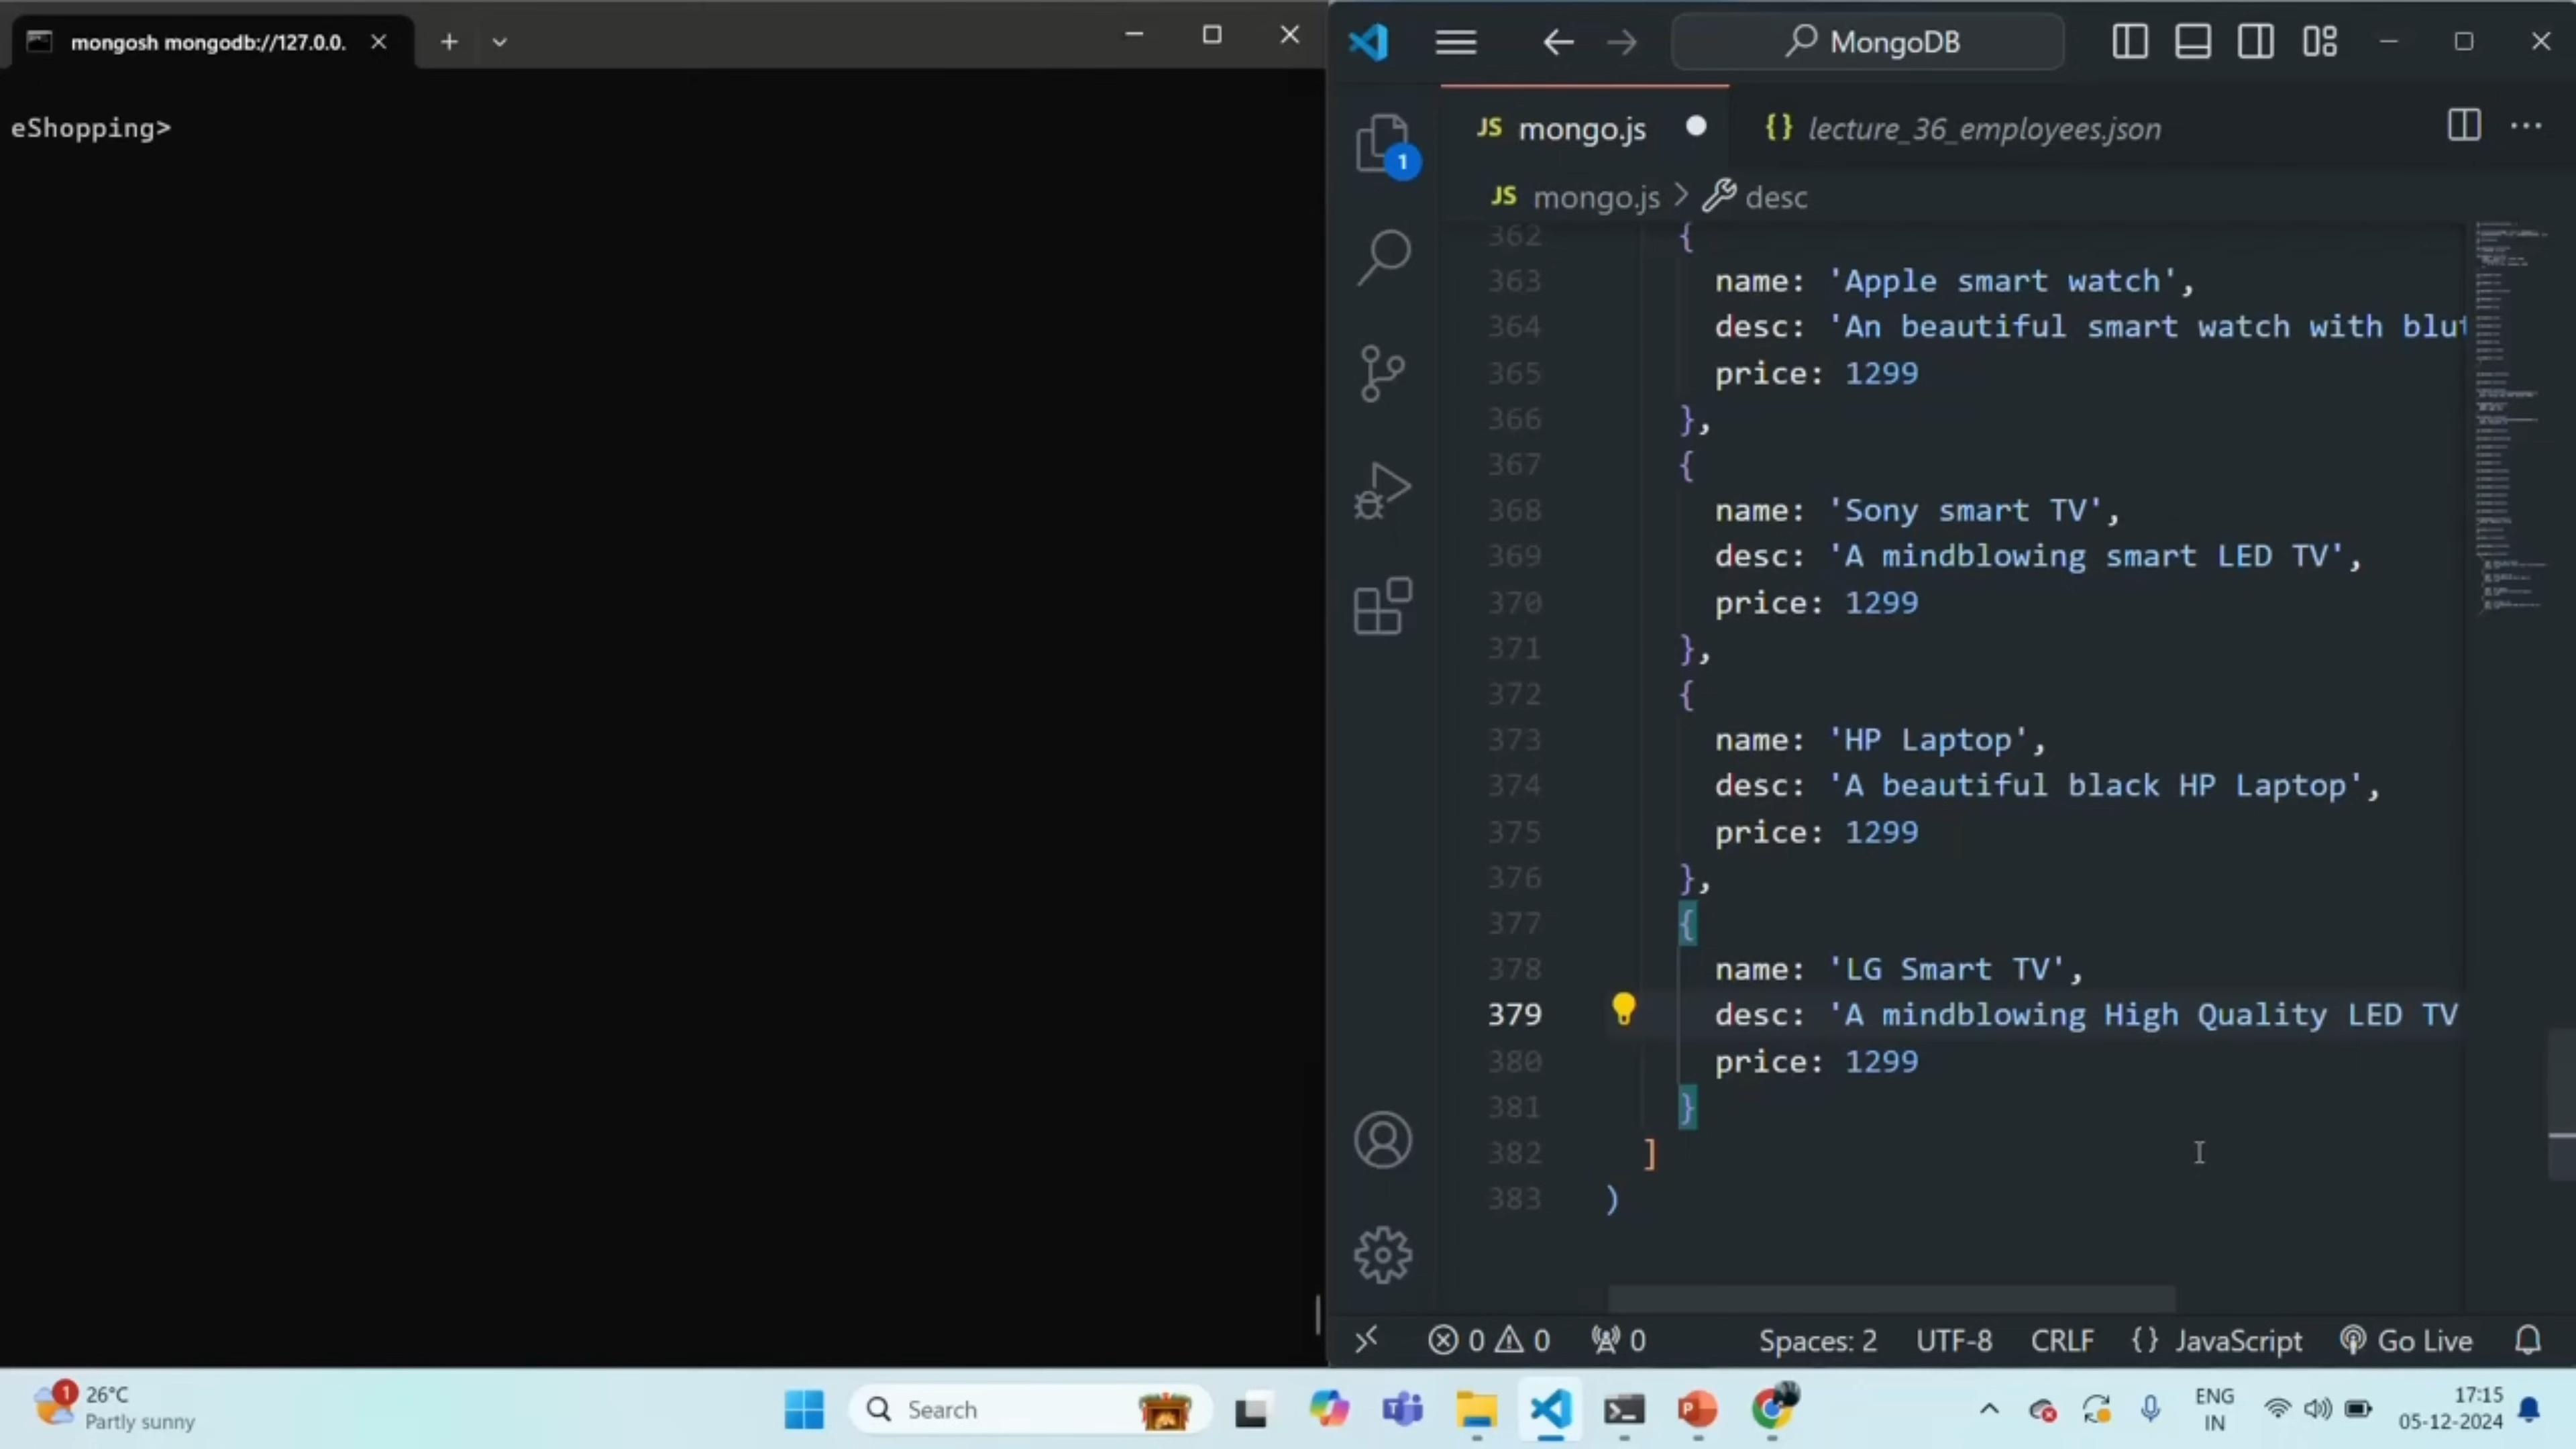 mongosh mongodb://127.0.0.
eShopping>
MongoDB
JS mongo.js
{} lecture_36_employees.json
1
JS mongo.js > desc
362 {
363 name: 'Apple smart watch',
364 desc: 'An beautiful smart watch with blut
365 price: 1299
366 },
367 {
368 name: 'Sony smart TV',
369 desc: 'A mindblowing smart LED TV',
370 price: 1299
371 },
372 {
373 name: 'HP Laptop',
374 desc: 'A beautiful black HP Laptop',
375 price: 1299
376 },
377 {
378 name: 'LG Smart TV',
379 desc: 'A mindblowing High Quality LED TV
380 price: 1299
381 }
382 ]
383 )
0 0 0 Spaces: 2 UTF-8 CRLF {} JavaScript Go Live
1
26°C
Partly sunny
Search
ENG
IN
17:15
05-12-2024